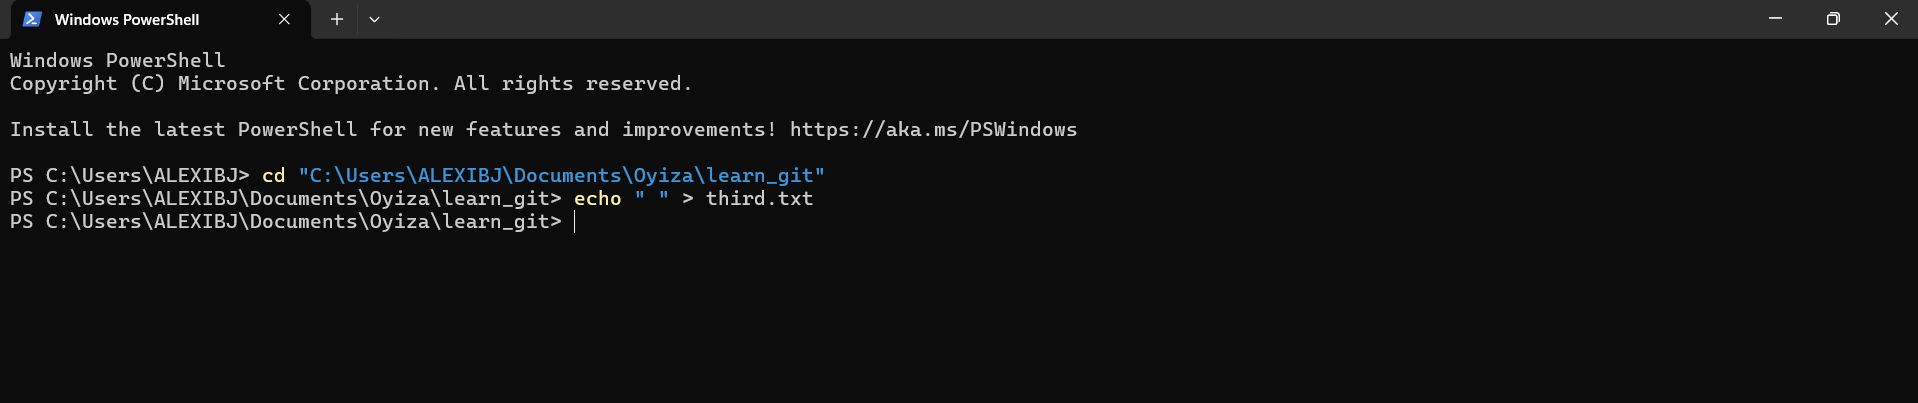 Windows PowerShell
Windows PowerShell
Copyright (C) Microsoft Corporation. All rights reserved.
Install the latest PowerShell for new features and improvements! https://aka.ms/PSWindows
PS C:\Users\ALEXIBJ> cd "C:\Users\ALEXIBJ\Documents\Oyiza\learn_git"
PS C:\Users\ALEXIBJ\Documents\Oyiza\learn_git> echo " " > third.txt
PS C:\Users\ALEXIBJ\Documents\Oyiza\learn_git>